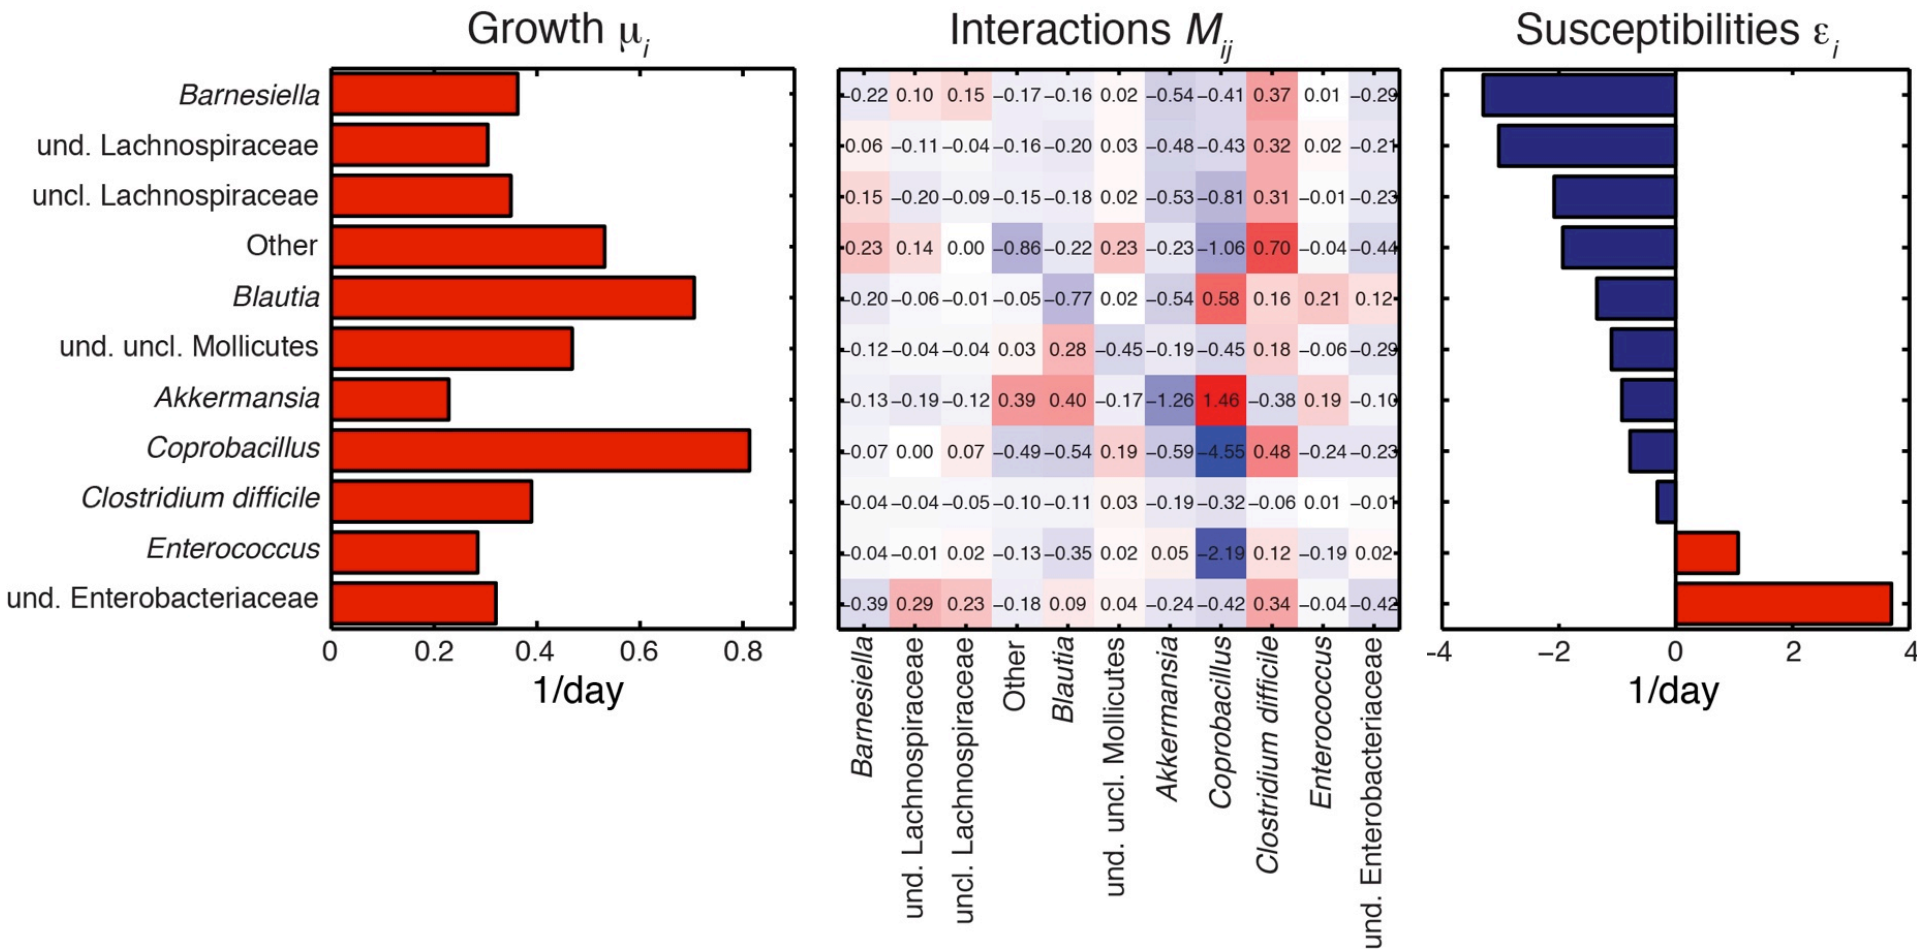 Growth μi
Interactions Mij
Susceptibilities εi
Barnesiella
und. Lachnospiraceae
uncl. Lachnospiraceae
Other
Blautia
und. uncl. Mollicutes
Akkermansia
Coprobacillus
Clostridium difficile
Enterococcus
und. Enterobacteriaceae
0 0.2 0.4 0.6 0.8
1/day
−0.22 0.10 0.15 −0.17 −0.16 0.02 −0.54 −0.41 0.37 0.01 −0.29
0.06 −0.11 −0.04 −0.16 −0.20 0.03 −0.48 −0.43 0.32 0.02 −0.21
0.15 −0.20 −0.09 −0.15 −0.18 0.02 −0.53 −0.81 0.31 −0.01 −0.23
0.23 0.14 0.00 −0.86 −0.22 0.23 −0.23 −1.06 0.70 −0.04 −0.44
−0.20 −0.06 −0.01 −0.05 −0.77 0.02 −0.54 0.58 0.16 0.21 0.12
−0.12 −0.04 −0.04 0.03 0.28 −0.45 −0.19 −0.45 0.18 −0.06 −0.29
−0.13 −0.19 −0.12 0.39 0.40 −0.17 −1.26 1.46 −0.38 0.19 −0.10
−0.07 0.00 0.07 −0.49 −0.54 0.19 −0.59 −4.55 0.48 −0.24 −0.23
−0.04 −0.04 −0.05 −0.10 −0.11 0.03 −0.19 −0.32 −0.06 0.01 −0.01
−0.04 −0.01 0.02 −0.13 −0.35 0.02 0.05 −2.19 0.12 −0.19 0.02
−0.39 0.29 0.23 −0.18 0.09 0.04 −0.24 −0.42 0.34 −0.04 −0.42
Barnesiella
und. Lachnospiraceae
uncl. Lachnospiraceae
Other
Blautia
und. uncl. Mollicutes
Akkermansia
Coprobacillus
Clostridium difficile
Enterococcus
und. Enterobacteriaceae
−4 −2 0 2 4
1/day